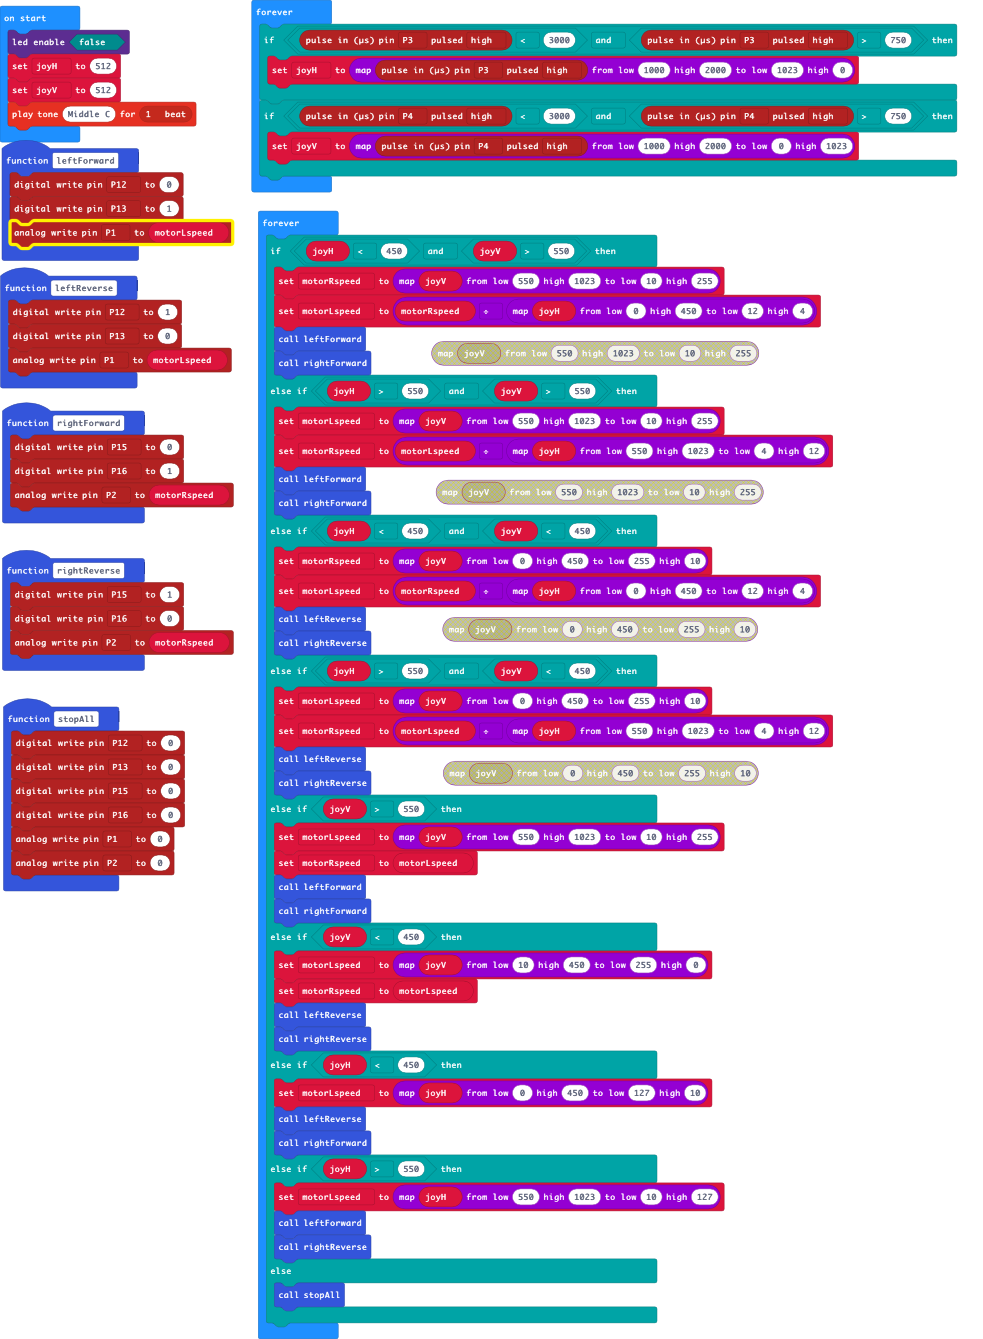 on start
led enable false
set joyH to 512
set joyV to 512
play tone Middle C for 1 beat
function leftForward
digital write pin P12 to 0
digital write pin P13 to 1
analog write pin P1 to motorLspeed
function leftReverse
digital write pin P12 to 1
digital write pin P13 to 0
analog write pin P1 to motorLspeed
function rightForward
digital write pin P15 to 0
digital write pin P16 to 1
analog write pin P2 to motorRspeed
function rightReverse
digital write pin P15 to 1
digital write pin P16 to 0
analog write pin P2 to motorRspeed
function stopAll
digital write pin P12 to 0
digital write pin P13 to 0
digital write pin P15 to 0
digital write pin P16 to 0
analog write pin P1 to 0
analog write pin P2 to 0
forever
if pulse in (µs) pin P3 pulsed high < 3000 and pulse in (µs) pin P3 pulsed high > 750 then
set joyH to map pulse in (µs) pin P3 pulsed high from low 1000 high 2000 to low 1023 high 0
if pulse in (µs) pin P4 pulsed high < 3000 and pulse in (µs) pin P4 pulsed high > 750 then
set joyV to map pulse in (µs) pin P4 pulsed high from low 1000 high 2000 to low 0 high 1023
forever
if joyH < 450 and joyV > 550 then
set motorRspeed to map joyV from low 550 high 1023 to low 10 high 255
set motorLspeed to motorRspeed ÷ map joyH from low 0 high 450 to low 12 high 4
call leftForward
map joyV from low 550 high 1023 to low 10 high 255
call rightForward
else if joyH > 550 and joyV > 550 then
set motorLspeed to map joyV from low 550 high 1023 to low 10 high 255
set motorRspeed to motorLspeed ÷ map joyH from low 550 high 1023 to low 4 high 12
call leftForward
map joyV from low 550 high 1023 to low 10 high 255
call rightForward
else if joyH < 450 and joyV < 450 then
set motorRspeed to map joyV from low 0 high 450 to low 255 high 10
set motorLspeed to motorRspeed ÷ map joyH from low 0 high 450 to low 12 high 4
call leftReverse
map joyV from low 0 high 450 to low 255 high 10
call rightReverse
else if joyH > 550 and joyV < 450 then
set motorLspeed to map joyV from low 0 high 450 to low 255 high 10
set motorRspeed to motorLspeed ÷ map joyH from low 550 high 1023 to low 4 high 12
call leftReverse
map joyV from low 0 high 450 to low 255 high 10
call rightReverse
else if joyV > 550 then
set motorLspeed to map joyV from low 550 high 1023 to low 10 high 255
set motorRspeed to motorLspeed
call leftForward
call rightForward
else if joyV < 450 then
set motorLspeed to map joyV from low 10 high 450 to low 255 high 0
set motorRspeed to motorLspeed
call leftReverse
call rightReverse
else if joyH < 450 then
set motorLspeed to map joyH from low 0 high 450 to low 127 high 10
call leftReverse
call rightForward
else if joyH > 550 then
set motorLspeed to map joyH from low 550 high 1023 to low 10 high 127
call leftForward
call rightReverse
else
call stopAll